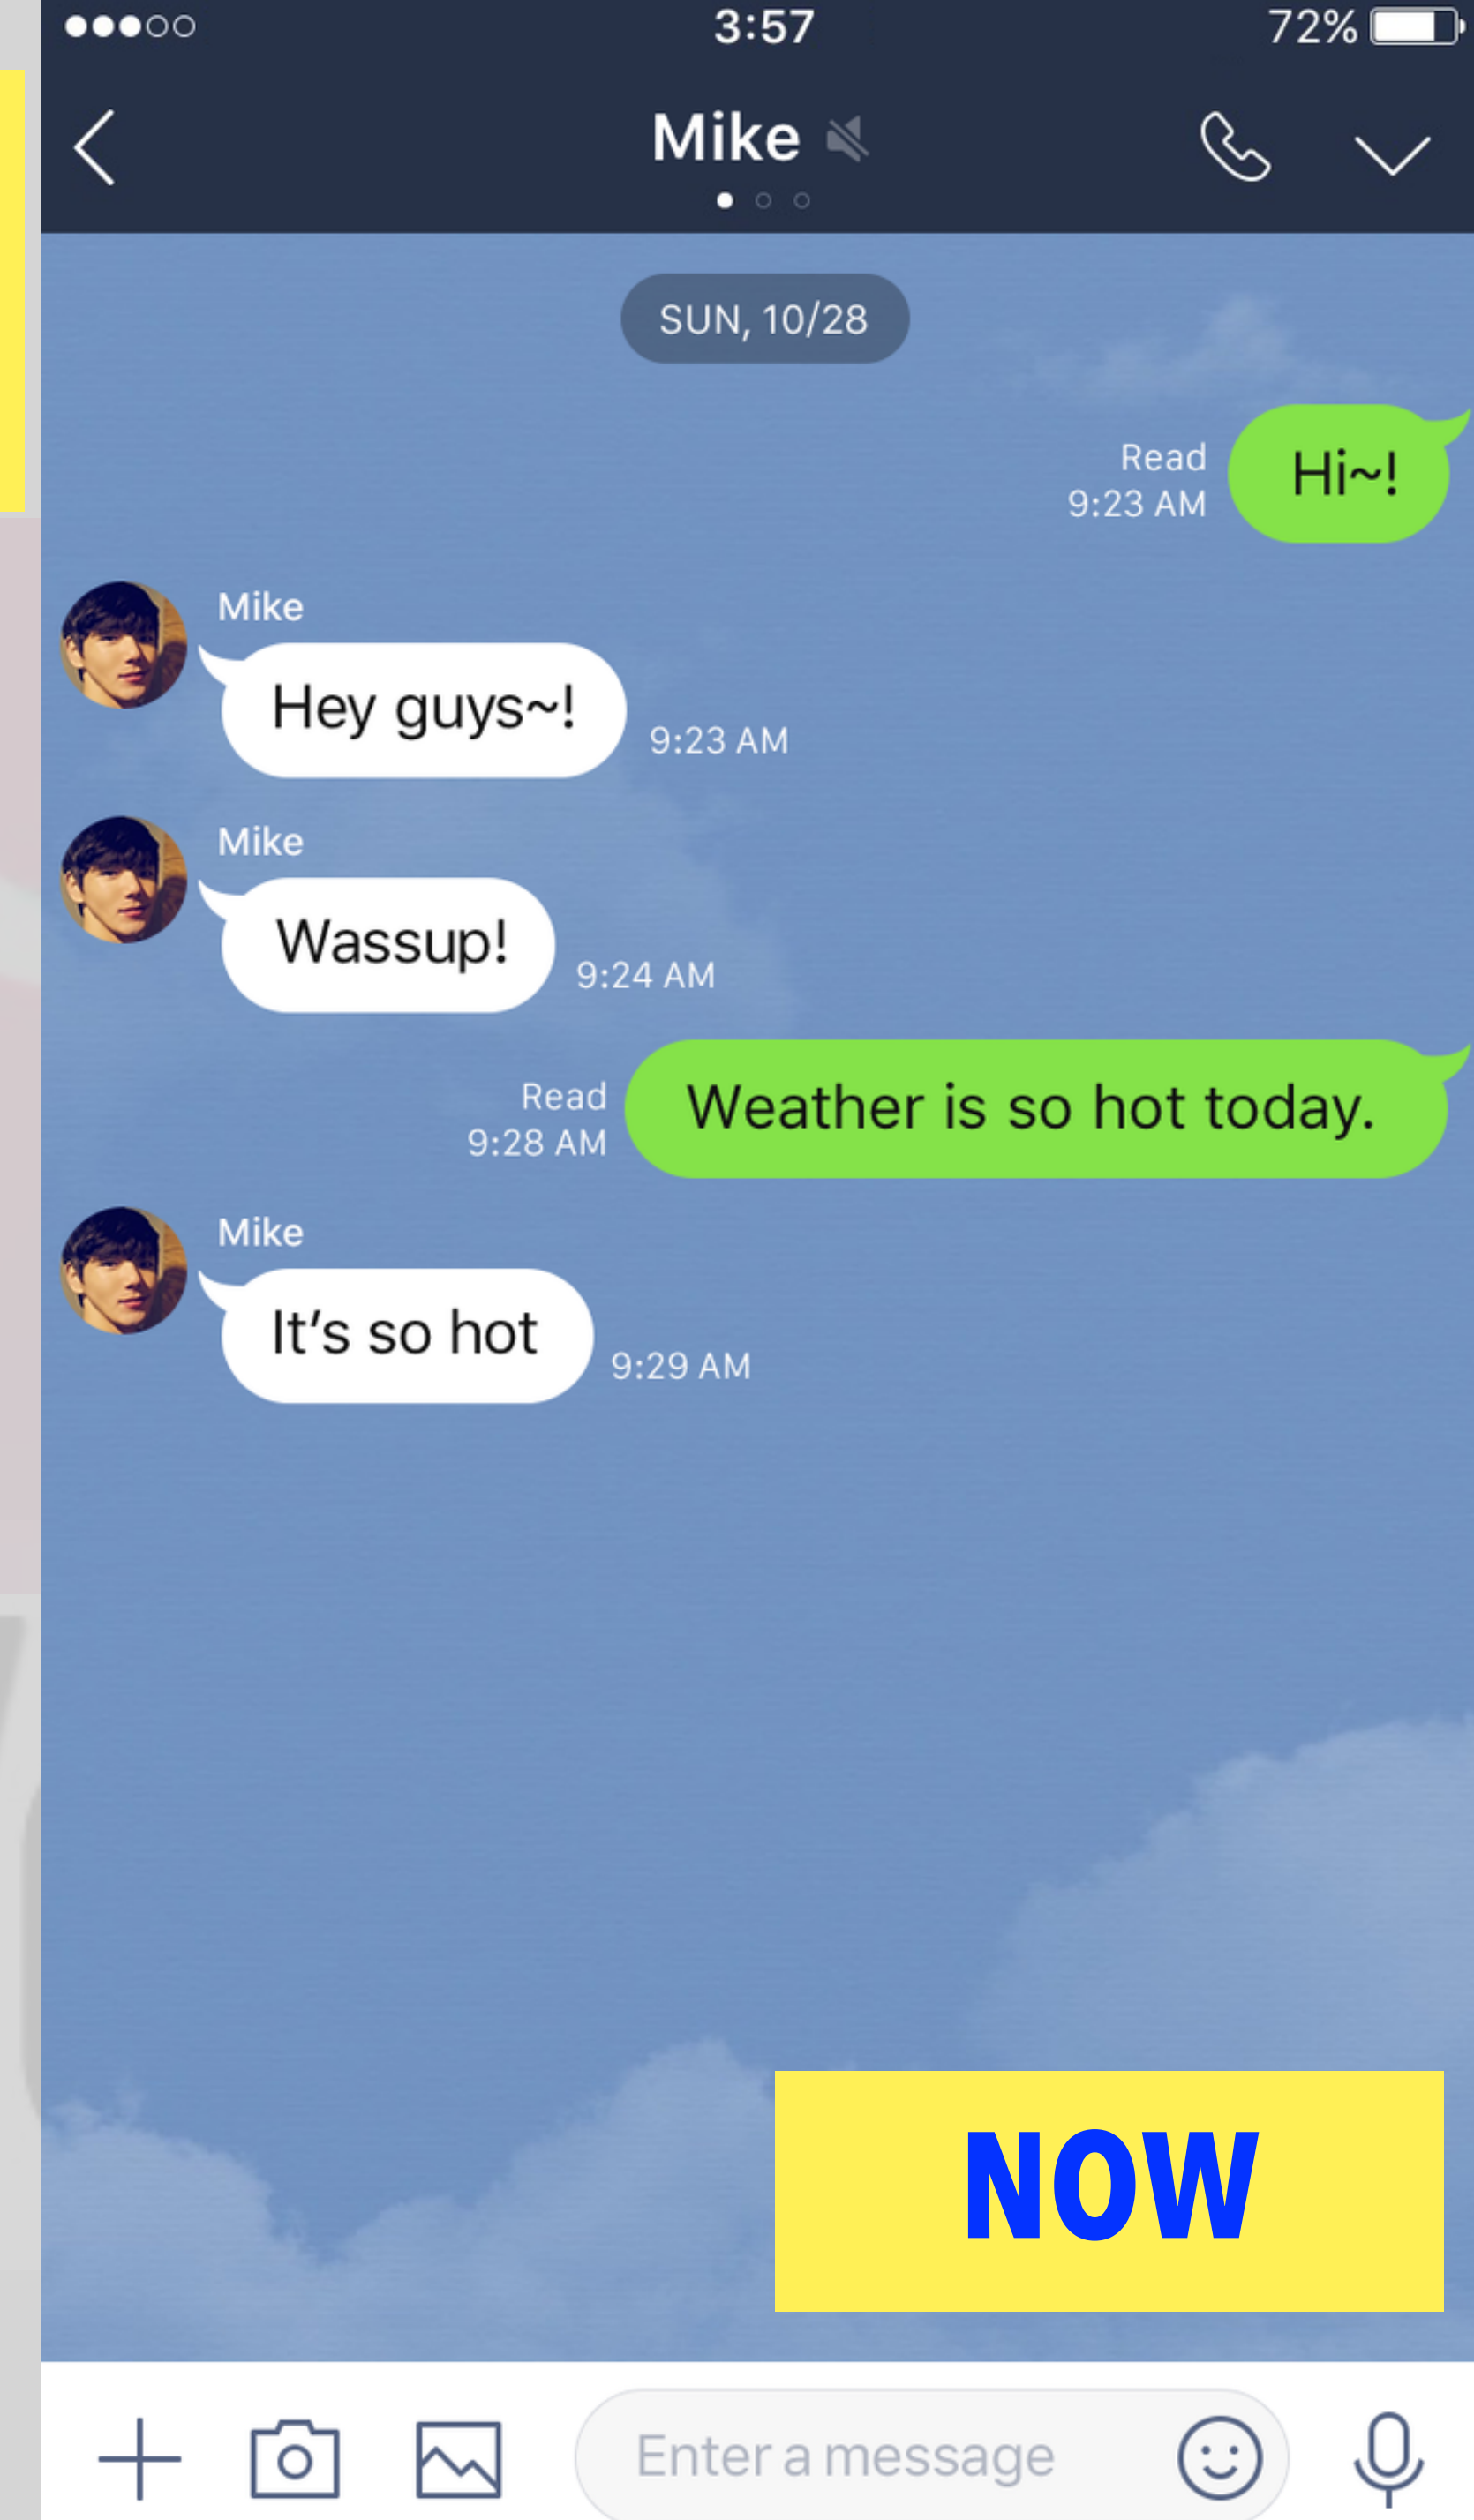 3:57
72%
Mike
SUN, 10/28
Hi~!
Read
9:23 AM
Mike
Hey guys~!
9:23 AM
Mike
Wassup!
9:24 AM
Weather is so hot today.
Read
9:28 AM
Mike
It's so hot
9:29 AM
NOW
Enter a message